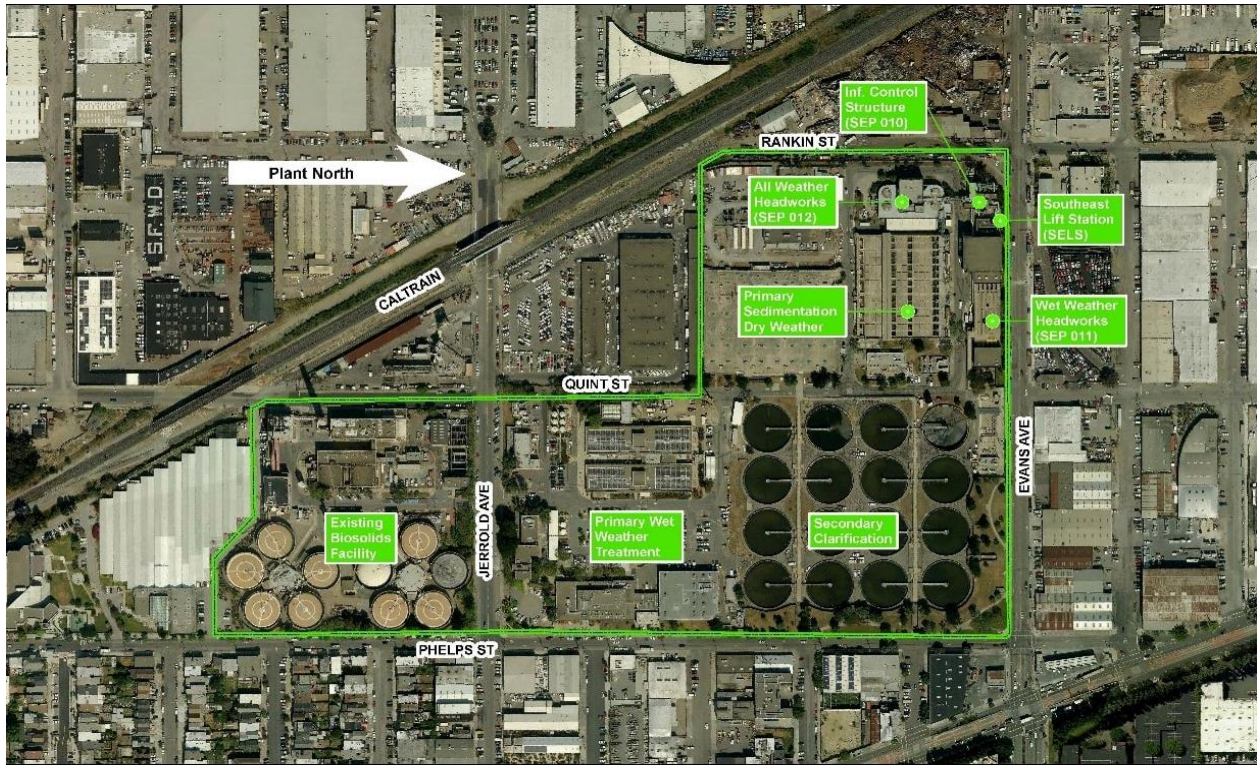 Inf. Control
Structure
(SEP 010)
RANKIN ST
Plant North
All Weather
Headworks
(SEP 012)
Southeast
Lift Station
(SELS)
S.F.W.D
CALTRAIN
Primary
Sedimentation
Dry Weather
Wet Weather
Headworks
(SEP 011)
QUINT ST
EVANS AVE
JERROLD AVE
Existing
Biosolids
Facility
Primary Wet
Weather
Treatment
Secondary
Clarification
PHELPS ST